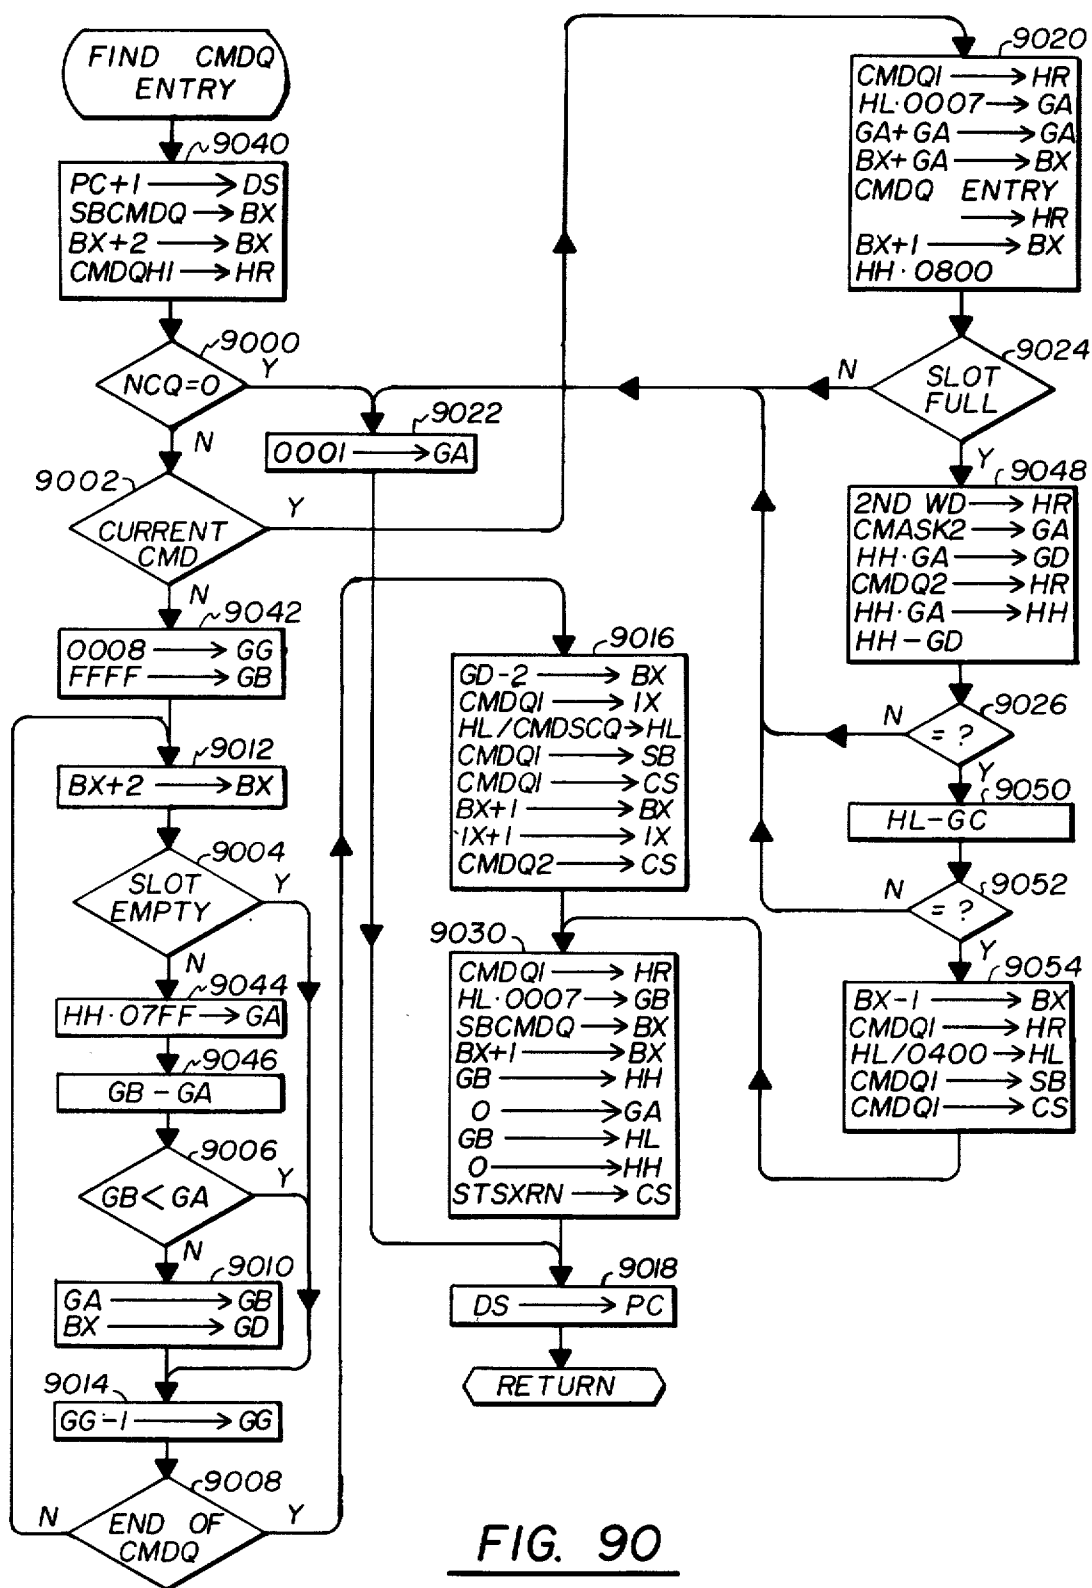 FIND CMDQ
ENTRY
9040
PC+1 → DS
SBCMDQ → BX
BX+2 → BX
CMDQHI → HR
9000
NCQ=0
Y
N
9022
0001 → GA
9002
CURRENT
CMD
Y
N
9042
0008 → GG
FFFF → GB
9012
BX+2 → BX
9004
SLOT
EMPTY
Y
N
9044
HH·07FF → GA
9046
GB-GA
9006
GB<GA
Y
N
9010
GA → GB
BX → GD
9014
GG-1 → GG
9008
END OF
CMDQ
N
Y
9016
GD-2 → BX
CMDQ1 → IX
HL/CMDSCQ → HL
CMDQ1 → SB
CMDQ1 → CS
BX+1 → BX
IX+1 → IX
CMDQ2 → CS
9030
CMDQ1 → HR
HL·0007 → GB
SBCMDQ → BX
BX+1 → BX
GB → HH
0 → GA
GB → HL
0 → HH
STSXRN → CS
9018
DS → PC
RETURN
9020
CMDQ1 → HR
HL·0007 → GA
GA+GA → GA
BX+GA → BX
CMDQ ENTRY
→ HR
BX+1 → BX
HH·0800
9024
SLOT
FULL
N
Y
9048
2ND WD → HR
CMASK2 → GA
HH·GA → GD
CMDQ2 → HR
HH·GA → HH
HH-GD
9026
= ?
N
Y
9050
HL-GC
9052
= ?
N
Y
9054
BX-1 → BX
CMDQ1 → HR
HL/0400 → HL
CMDQ1 → SB
CMDQ1 → CS
FIG. 90